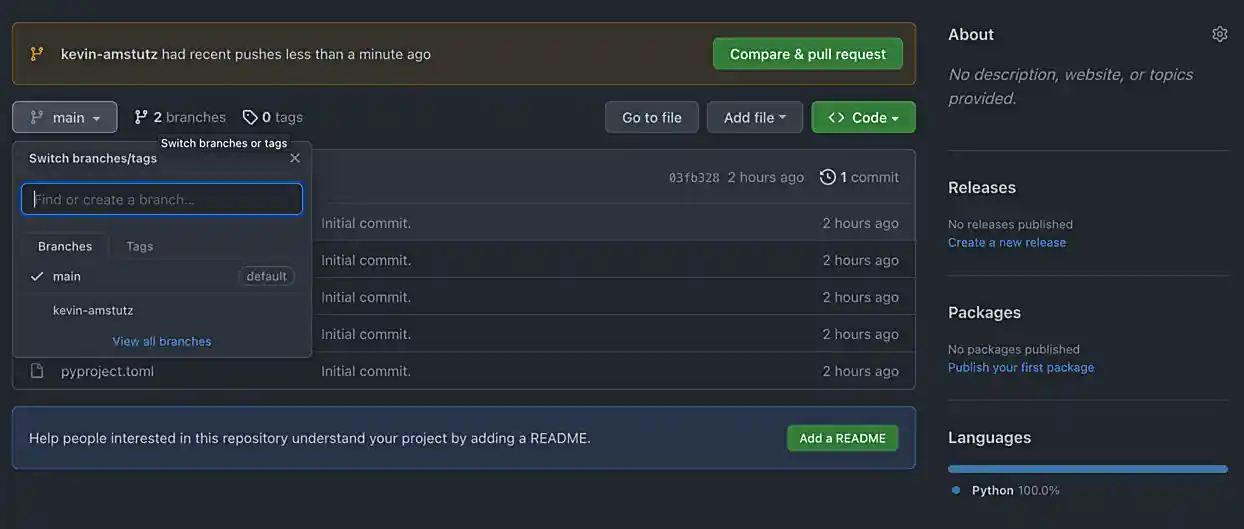 kevin-amstutz had recent pushes less than a minute ago
Compare & pull request
main
2 branches
0 tags
Go to file
Add file
Code
Switch branches or tags
Switch branches/tags
Find or create a branch...
Branches
Tags
main
default
kevin-amstutz
View all branches
03fb328 2 hours ago
1 commit
Initial commit.
2 hours ago
Initial commit.
2 hours ago
Initial commit.
2 hours ago
Initial commit.
2 hours ago
pyproject.toml
Initial commit.
2 hours ago
Help people interested in this repository understand your project by adding a README.
Add a README
About
No description, website, or topics
provided.
Releases
No releases published
Create a new release
Packages
No packages published
Publish your first package
Languages
Python 100.0%